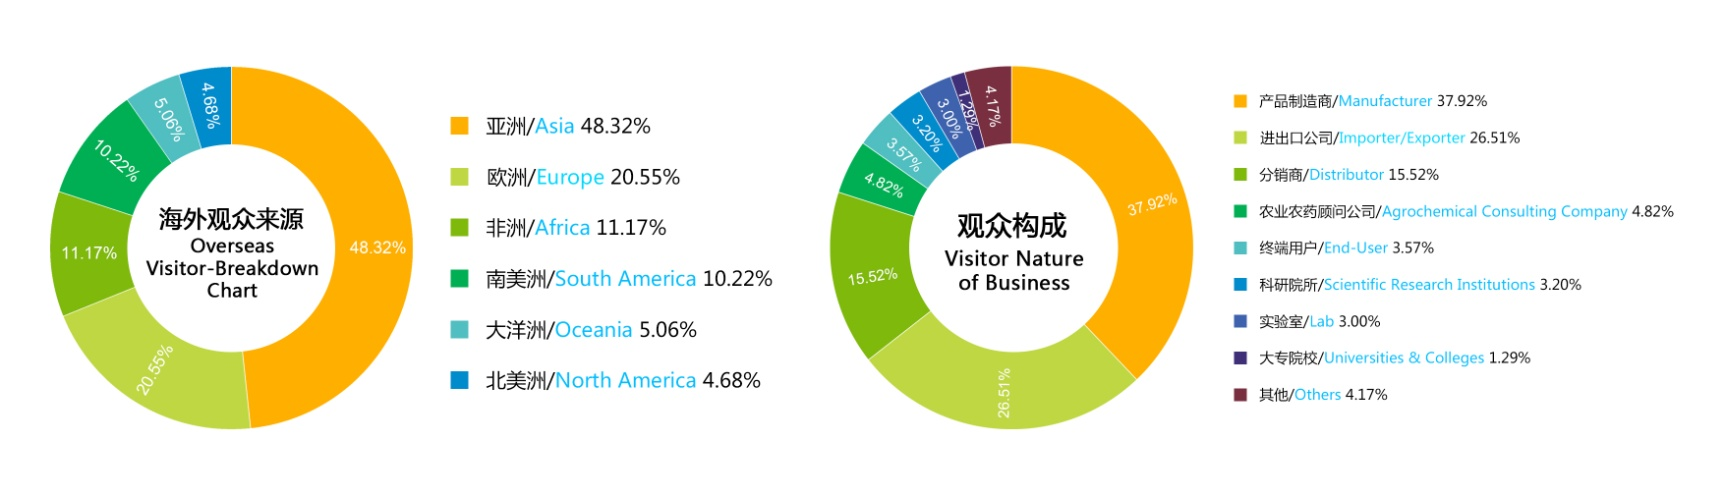 4.68%
5.06%
10.22%
11.17%
20.55%
48.32%
海外观众来源
Overseas
Visitor-Breakdown
Chart
亚洲/Asia 48.32%
欧洲/Europe 20.55%
非洲/Africa 11.17%
南美洲/South America 10.22%
大洋洲/Oceania 5.06%
北美洲/North America 4.68%
4.17%
1.29%
3.00%
3.20%
3.57%
4.82%
15.52%
26.51%
37.92%
观众构成
Visitor Nature
of Business
产品制造商/Manufacturer 37.92%
进出口公司/Importer/Exporter 26.51%
分销商/Distributor 15.52%
农业农药顾问公司/Agrochemical Consulting Company 4.82%
终端用户/End-User 3.57%
科研院所/Scientific Research Institutions 3.20%
实验室/Lab 3.00%
大专院校/Universities & Colleges 1.29%
其他/Others 4.17%